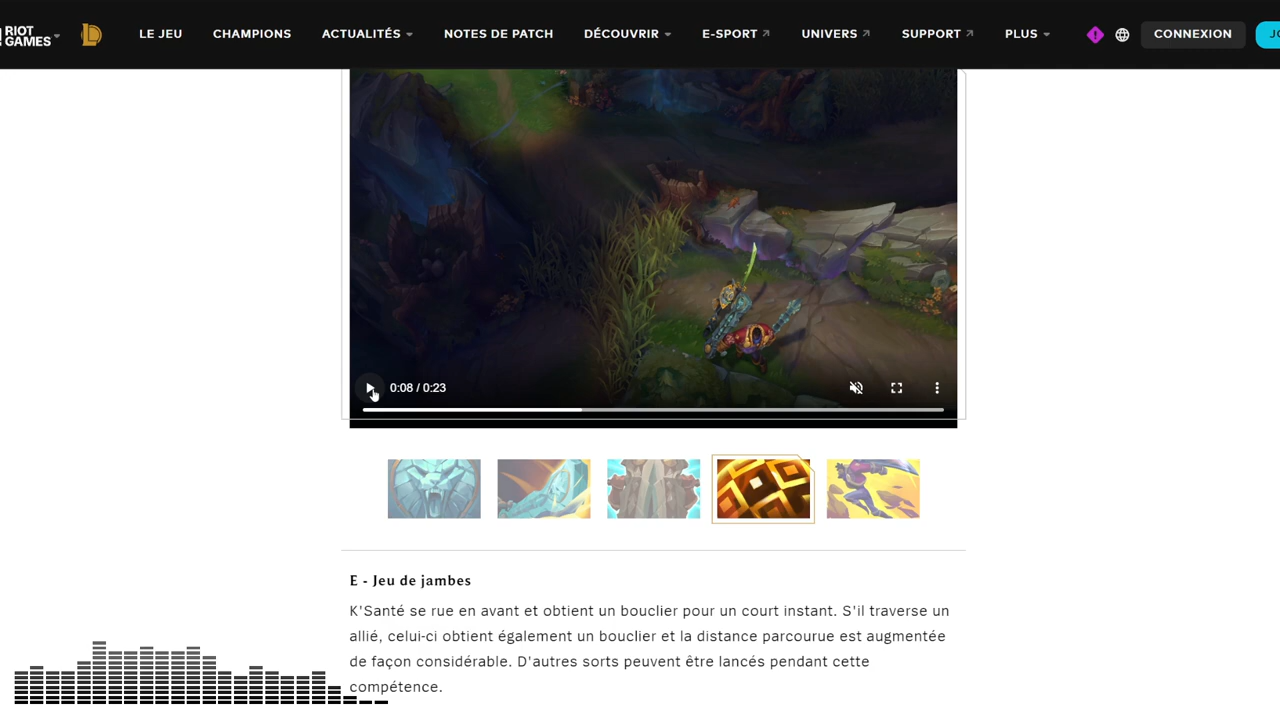 RIOT GAMES
LE JEU
CHAMPIONS
ACTUALITÉS
NOTES DE PATCH
DÉCOUVRIR
E-SPORT
UNIVERS
SUPPORT
PLUS
CONNEXION
0:08 / 0:23
E - Jeu de jambes
K'Santé se rue en avant et obtient un bouclier pour un court instant. S'il traverse un
allié, celui-ci obtient également un bouclier et la distance parcourue est augmentée
de façon considérable. D'autres sorts peuvent être lancés pendant cette
compétence.